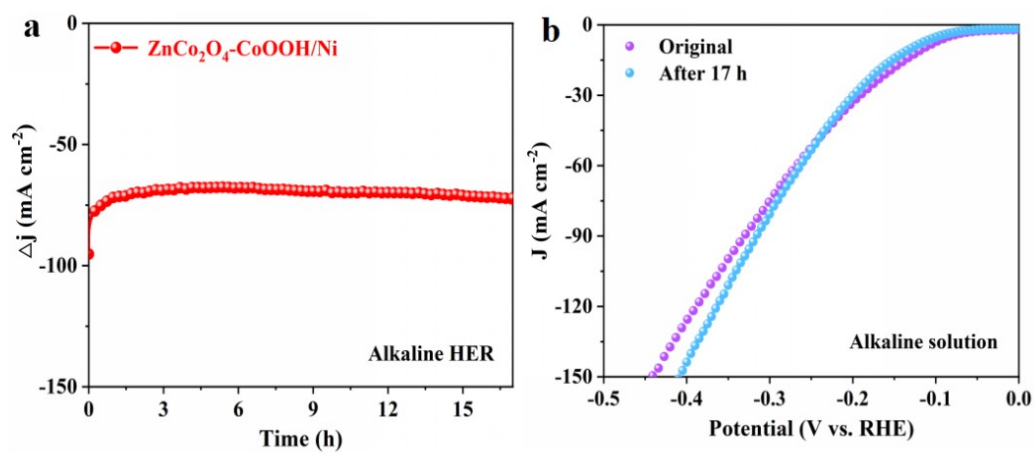 a
ZnCo₂O₄-CoOOH/Ni
0
-50
-100
-150
△j (mA cm⁻²)
Alkaline HER
0 3 6 9 12 15
Time (h)
b
Original
After 17 h
0
-30
-60
-90
-120
-150
J (mA cm⁻²)
Alkaline solution
-0.5 -0.4 -0.3 -0.2 -0.1 0.0
Potential (V vs. RHE)